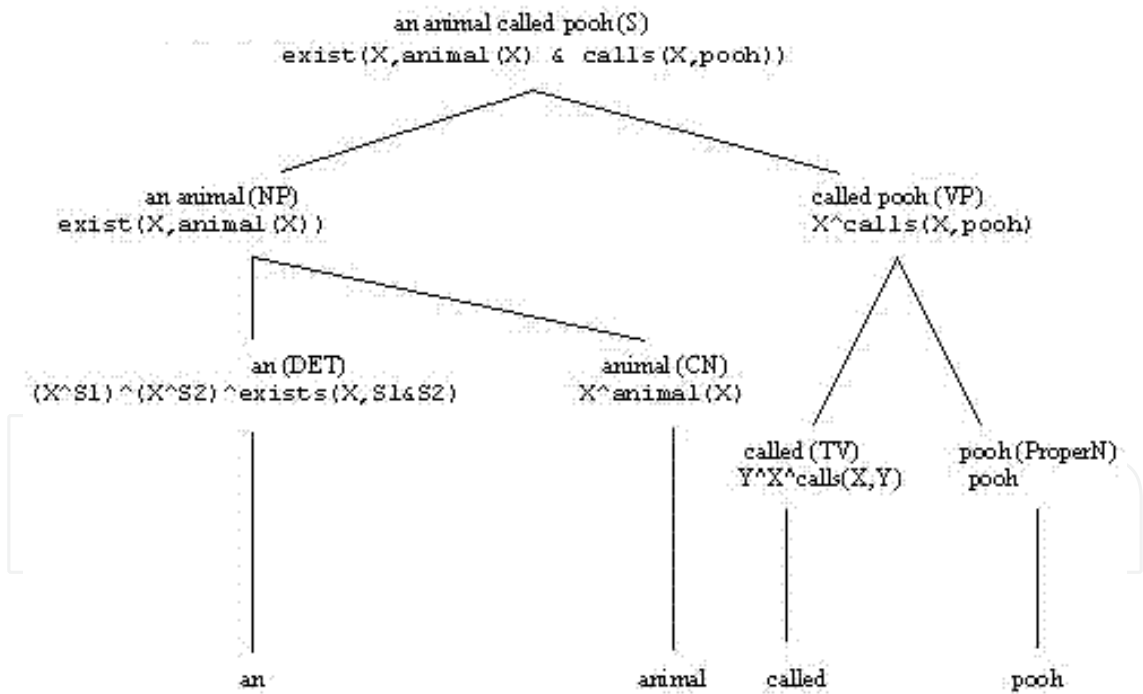 an animal called pooh (S)
exist(X,animal(X) & calls(X,pooh))
an animal (NP)
exist(X,animal(X))
called pooh (VP)
X^calls(X,pooh)
an (DET)
(X^S1)^(X^S2)^exists(X,S1&S2)
animal (CN)
X^animal(X)
called (TV)
Y^X^calls(X,Y)
pooh (ProperN)
pooh
an
animal
called
pooh